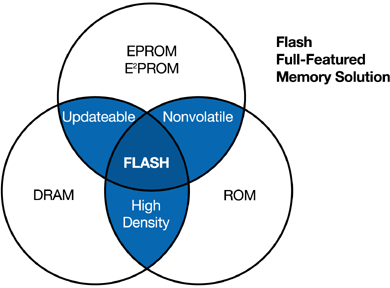 EPROM
E²PROM
Flash
Full-Featured
Memory Solution
Updateable
Nonvolatile
FLASH
DRAM
ROM
High
Density